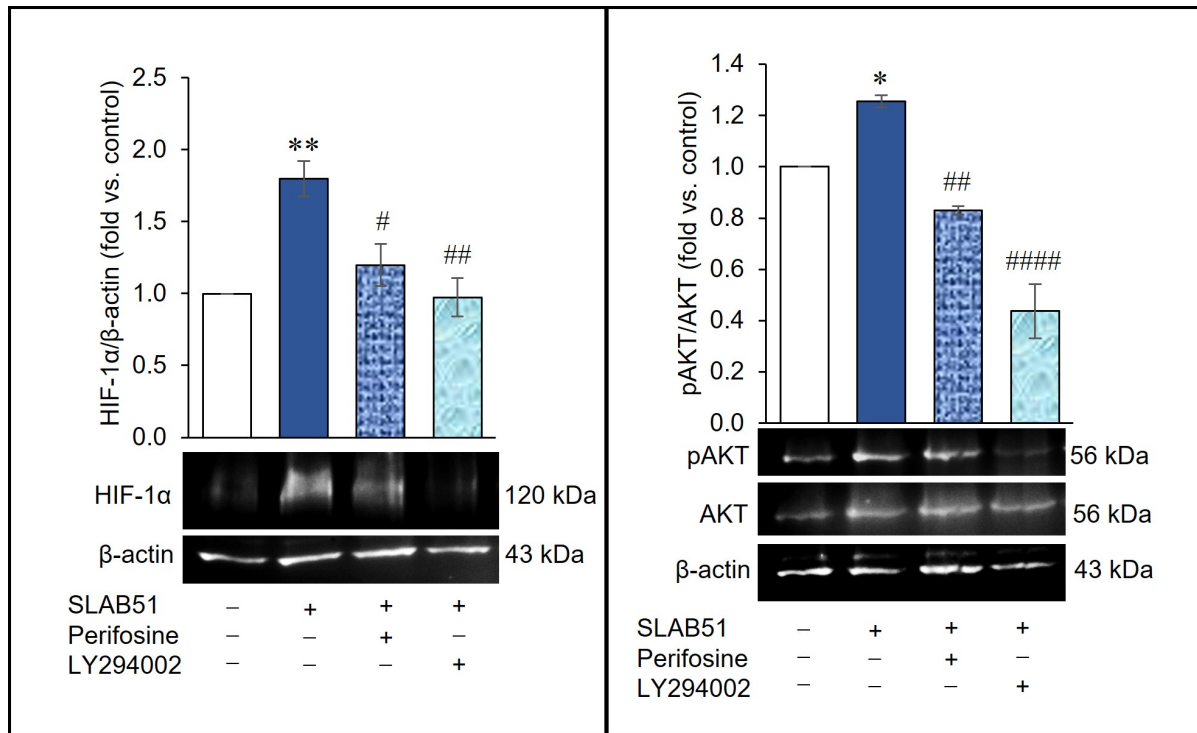 HIF-1α/β-actin (fold vs. control)
2.5
2.0
1.5
1.0
0.5
0.0
**
#
##
HIF-1α
120 kDa
β-actin
43 kDa
SLAB51 – + + +
Perifosine – – + –
LY294002 – – – +
pAKT/AKT (fold vs. control)
1.4
1.2
1.0
0.8
0.6
0.4
0.2
0.0
*
##
####
pAKT
56 kDa
AKT
56 kDa
β-actin
43 kDa
SLAB51 – + + +
Perifosine – – + –
LY294002 – – – +